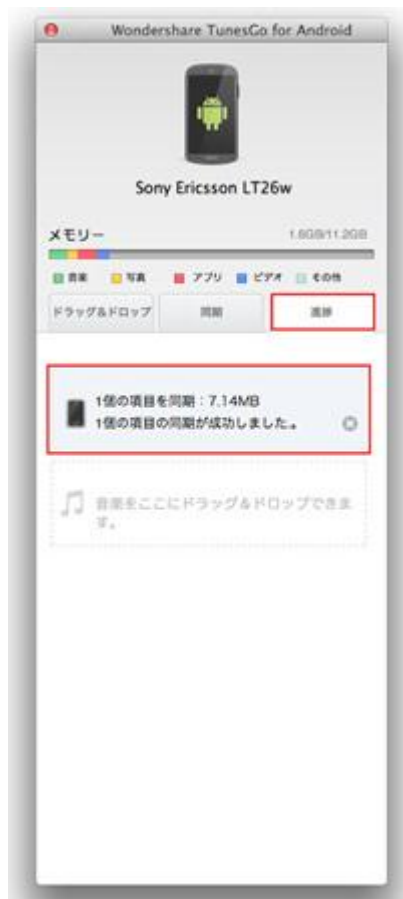 Wondershare TunesGo for Android
Sony Ericsson LT26w
メモリー 1.6GB/11.2GB
音楽 写真 アプリ ビデオ その他
ドラッグ&ドロップ 同期 進捗
1個の項目を同期：7.14MB
1個の項目の同期が成功しました。
音楽をここにドラッグ&ドロップできま
す。